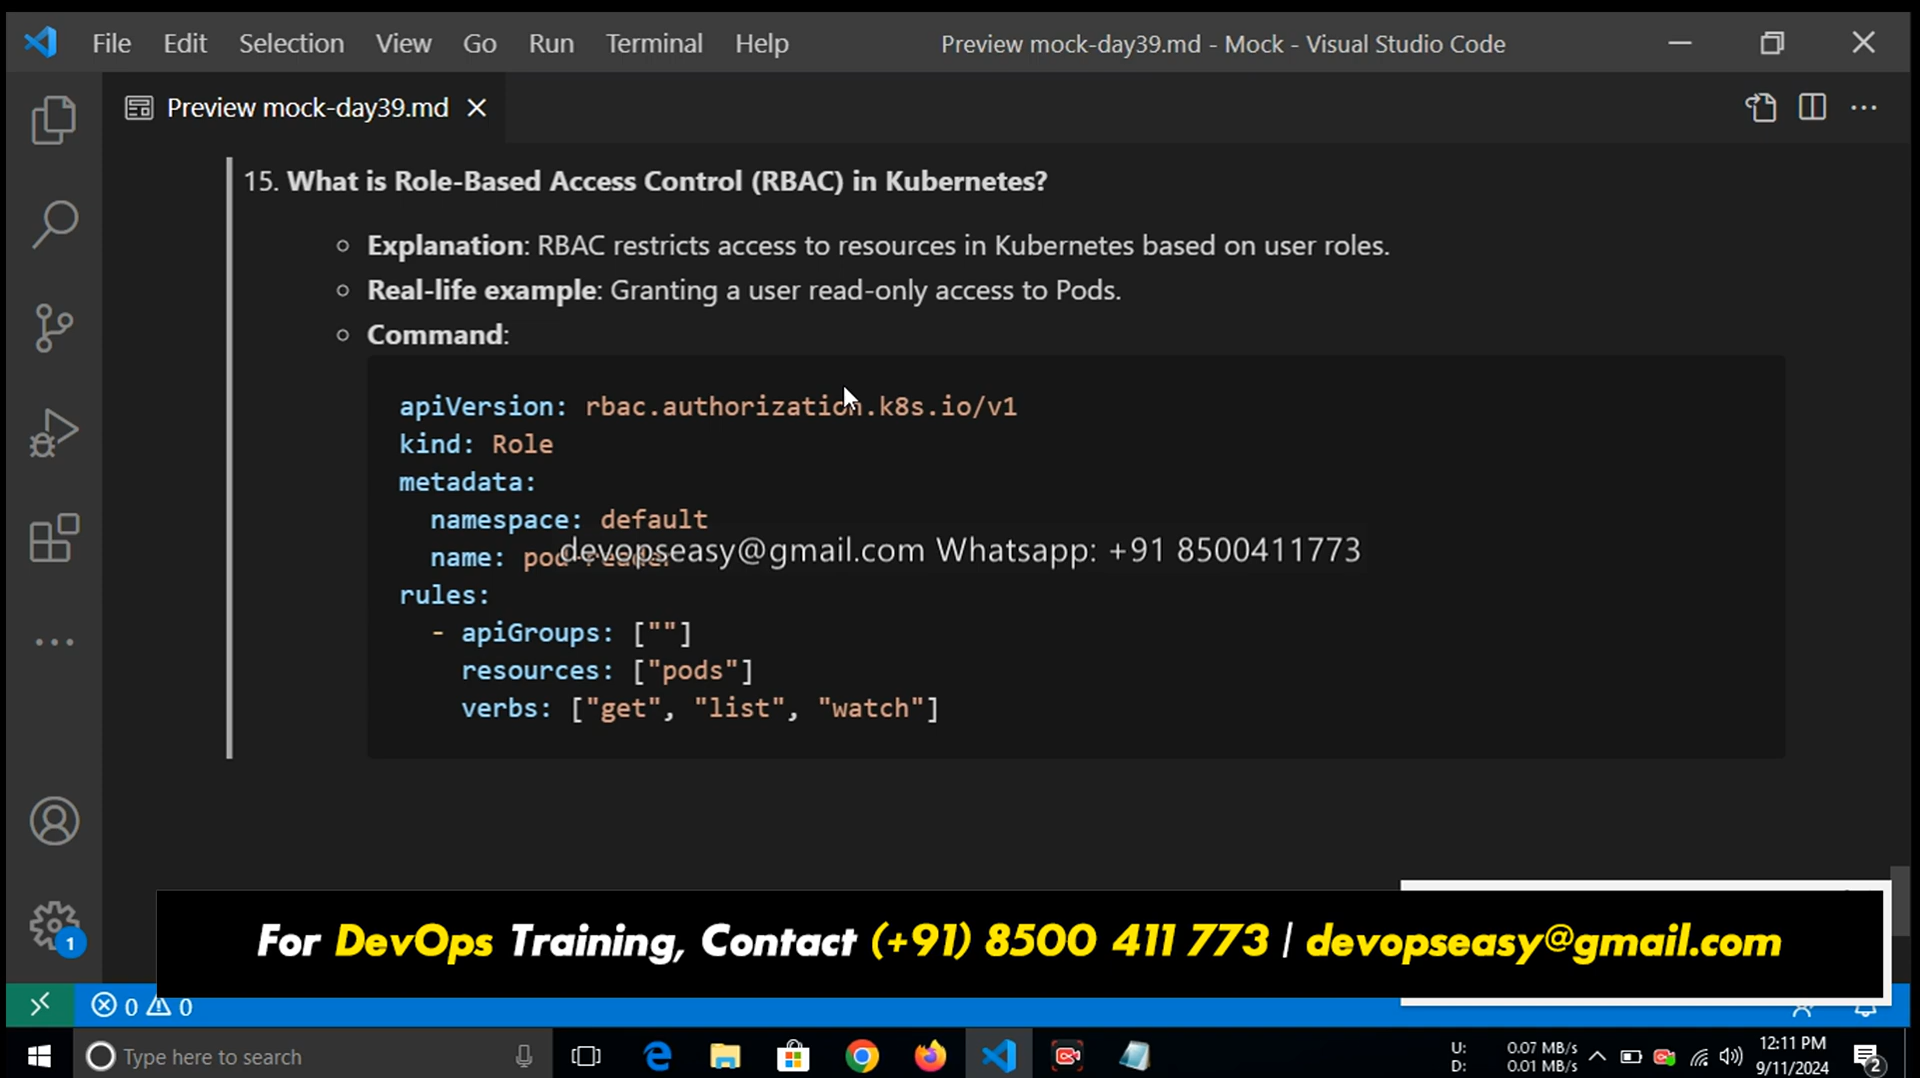 File Edit Selection View Go Run Terminal Help Preview mock-day39.md - Mock - Visual Studio Code
Preview mock-day39.md
15. What is Role-Based Access Control (RBAC) in Kubernetes?
Explanation: RBAC restricts access to resources in Kubernetes based on user roles.
Real-life example: Granting a user read-only access to Pods.
Command:
apiVersion: rbac.authorization.k8s.io/v1
kind: Role
metadata:
namespace: default
name: pod-reader
devopseasy@gmail.com Whatsapp: +91 8500411773
rules:
- apiGroups: [""]
resources: ["pods"]
verbs: ["get", "list", "watch"]
1
For DevOps Training, Contact (+91) 8500 411 773 | devopseasy@gmail.com
0 0
Type here to search
U: 0.07 MB/s
D: 0.01 MB/s
12:11 PM
9/11/2024
2